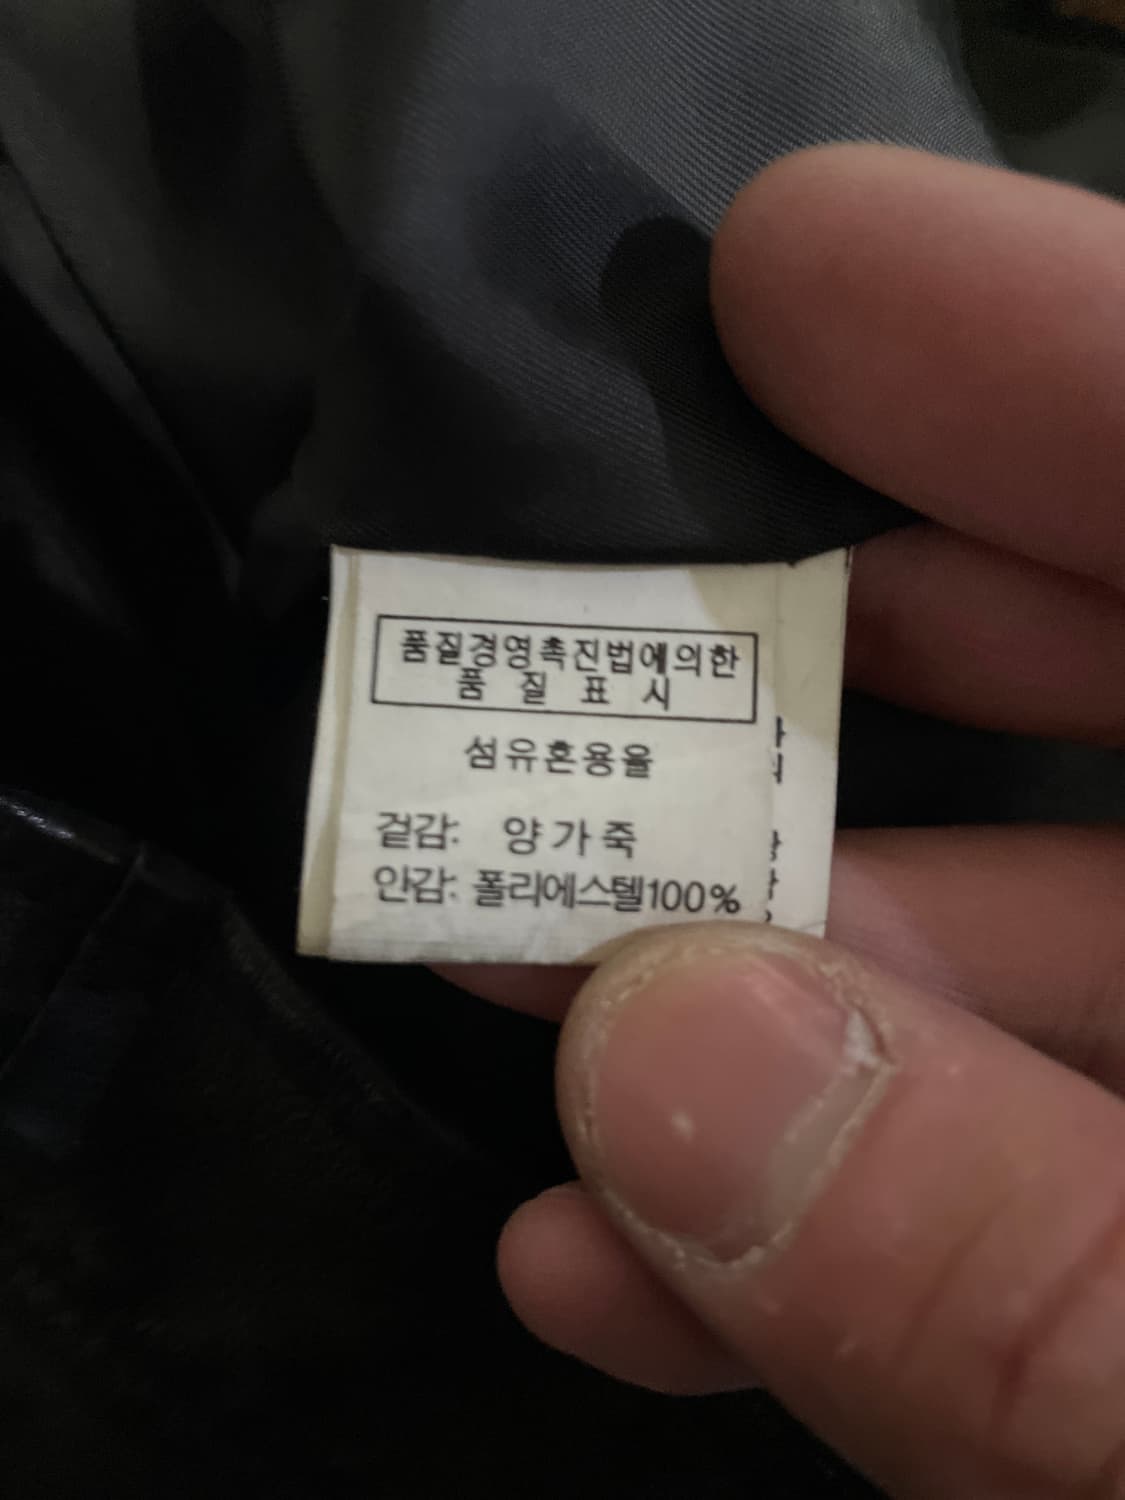 품질경영촉진법에의한
품 질 표 시
섬유혼용율
겉감: 양가죽
안감: 폴리에스텔100%